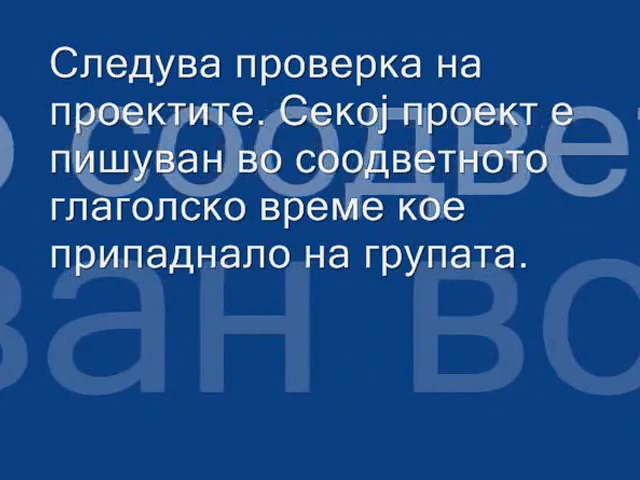 Следува проверка на
проектите. Секој проект е
пишуван во соодветното
глаголско време кое
припаднало на групата.